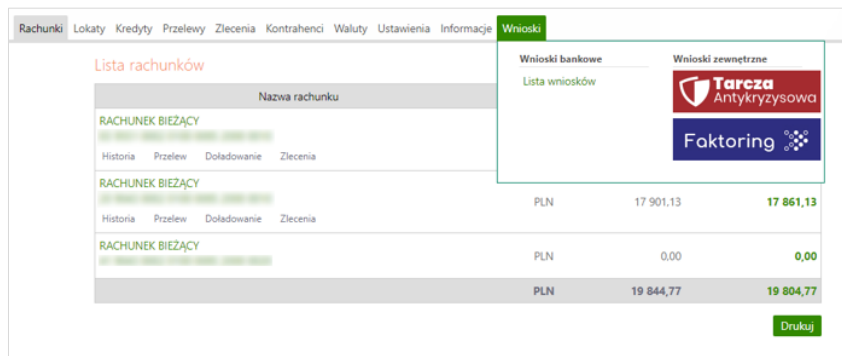 Rachunki Lokaty Kredyty Przelewy Zlecenia Kontrahenci Waluty Ustawienia Informacje Wnioski
Lista rachunków
Wnioski bankowe Wnioski zewnętrzne
Lista wniosków
Tarcza
Antykryzysowa
Faktoring
Nazwa rachunku
RACHUNEK BIEŻĄCY
Historia Przelew Doładowanie Zlecenia
RACHUNEK BIEŻĄCY
PLN 17 901,13 17 861,13
Historia Przelew Doładowanie Zlecenia
RACHUNEK BIEŻĄCY
PLN 0,00 0,00
PLN 19 844,77 19 804,77
Drukuj